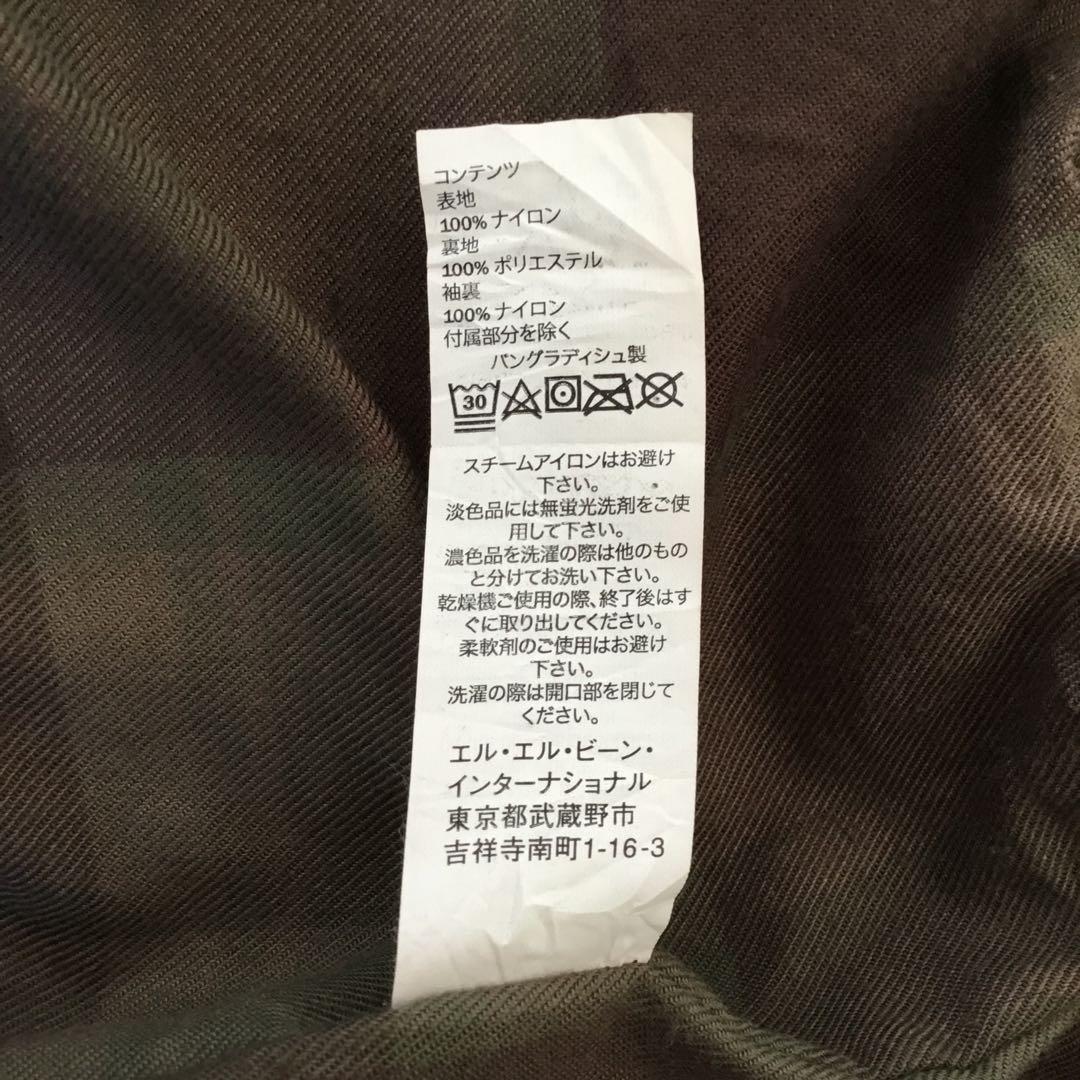 コンテンツ
表地
100% ナイロン
裏地
100% ポリエステル
袖裏
100% ナイロン
付属部分を除く
バングラディシュ製
30
スチームアイロンはお避け
下さい。
淡色品には無蛍光洗剤をご使
用して下さい。
濃色品を洗濯の際は他のもの
と分けてお洗い下さい。
乾燥機ご使用の際、終了後はす
ぐに取り出してください。
柔軟剤のご使用はお避け
下さい。
洗濯の際は開口部を閉じて
ください。
エル・エル・ビーン・
インターナショナル
東京都武蔵野市
吉祥寺南町1-16-3